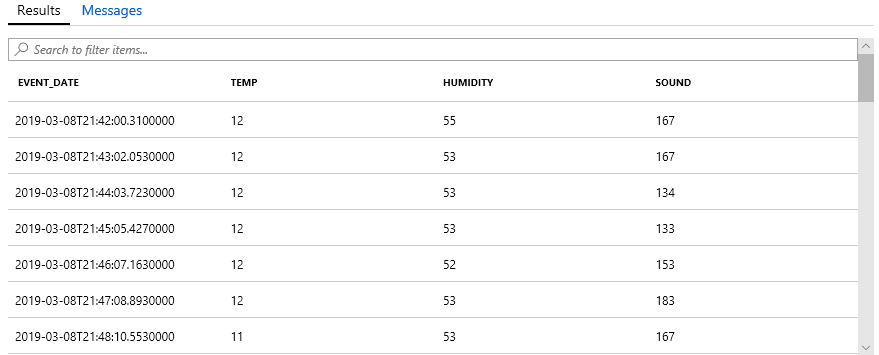 Results Messages
Search to filter items...
EVENT_DATE TEMP HUMIDITY SOUND
2019-03-08T21:42:00.3100000 12 55 167
2019-03-08T21:43:02.0530000 12 53 167
2019-03-08T21:44:03.7230000 12 53 134
2019-03-08T21:45:05.4270000 12 53 133
2019-03-08T21:46:07.1630000 12 52 153
2019-03-08T21:47:08.8930000 12 53 183
2019-03-08T21:48:10.5530000 11 53 167